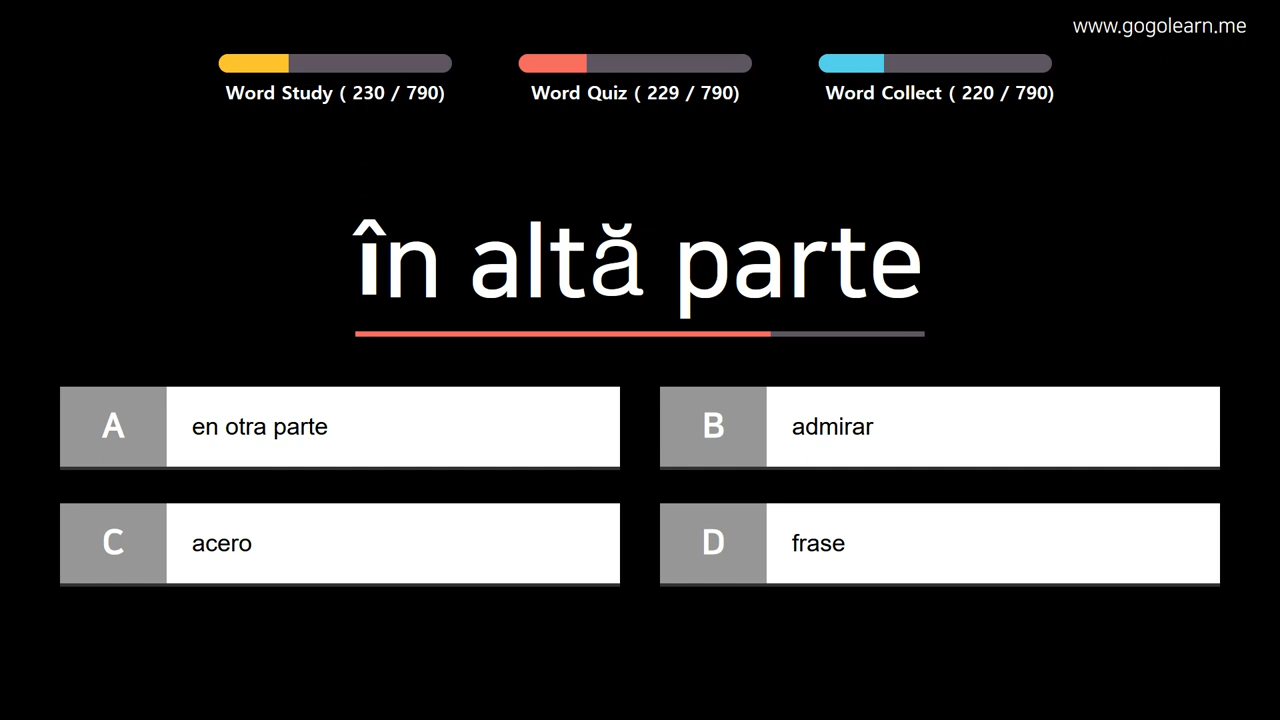 www.gogolearn.me
Word Study ( 230 / 790)
Word Quiz ( 229 / 790)
Word Collect ( 220 / 790)
în altă parte
A
en otra parte
B
admirar
C
acero
D
frase